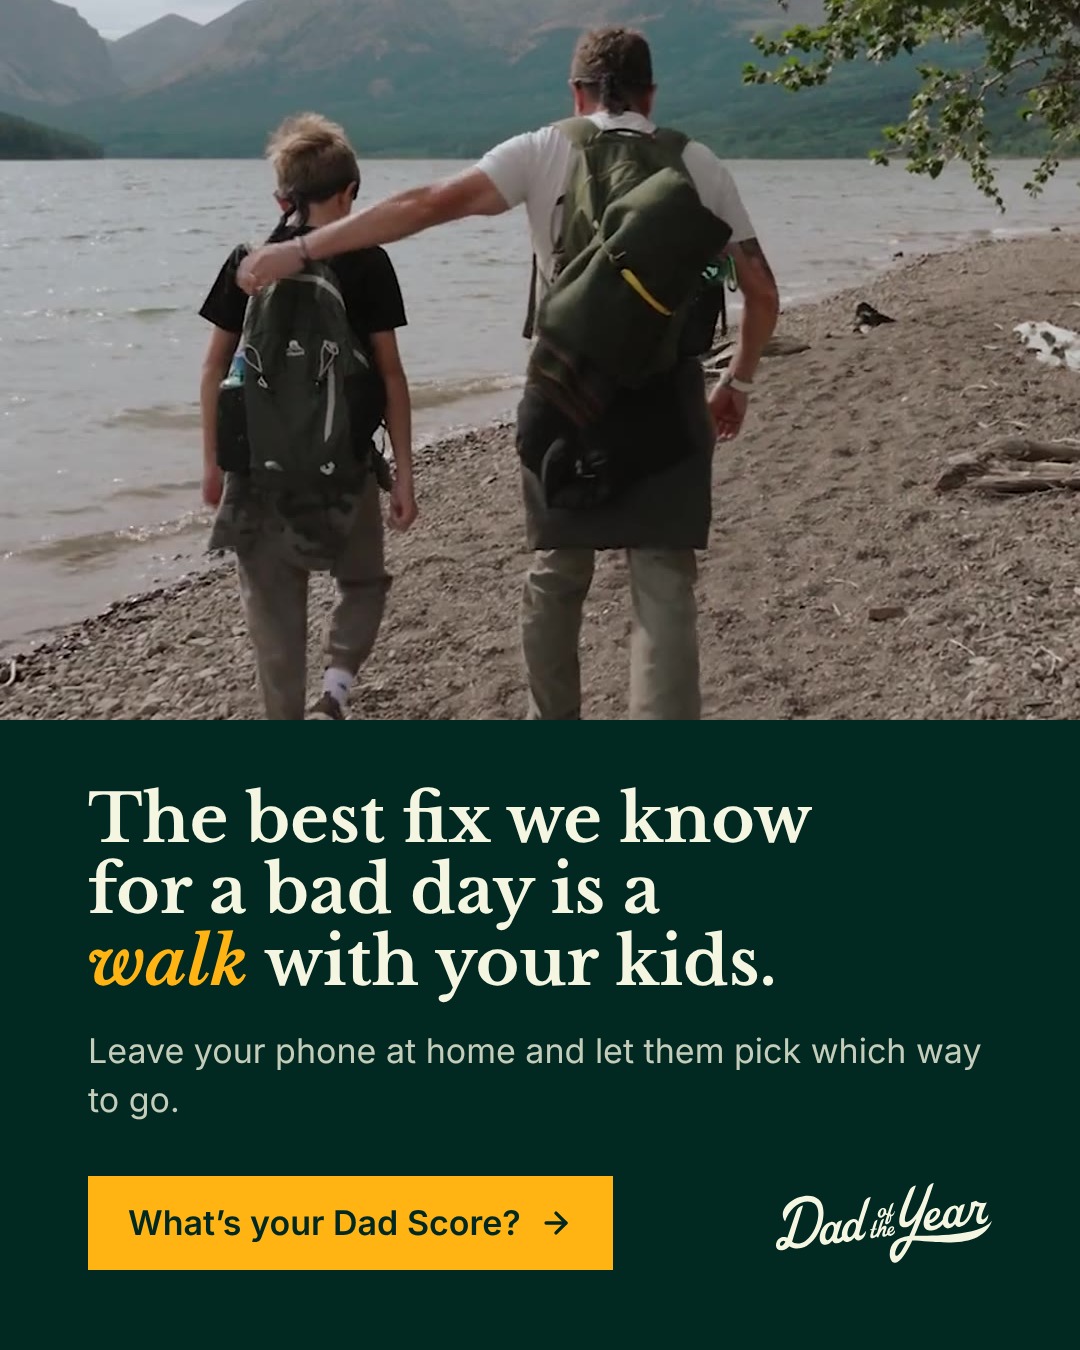 The best fix we know
for a bad day is a
walk with your kids.
Leave your phone at home and let them pick which way
to go.
What’s your Dad Score? →
Dad of the Year